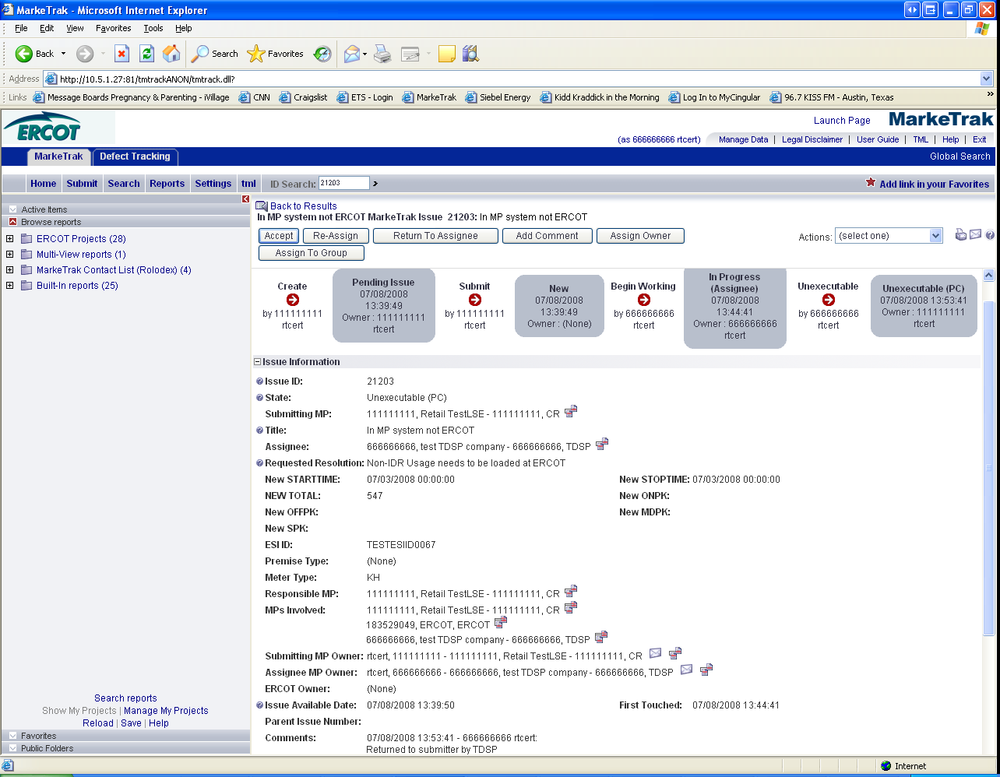 MarkeTrak - Microsoft Internet Explorer
File Edit View Favorites Tools Help
Back Search Favorites
Address http://10.5.1.27:81/tmtrackANON/tmtrack.dll?
Links Message Boards Pregnancy & Parenting - iVillage CNN Craigslist ETS - Login MarkeTrak Siebel Energy Kidd Kraddick in the Morning Log In to MyCingular 96.7 KISS FM - Austin, Texas »
ERCOT
Launch Page MarkeTrak
(as 666666666 rtcert) Manage Data | Legal Disclaimer | User Guide | TML | Help | Exit
MarkeTrak Defect Tracking Global Search
Home Submit Search Reports Settings tml ID Search: 21203 Add link in your Favorites
Active Items
Browse reports
ERCOT Projects (28)
Multi-View reports (1)
MarkeTrak Contact List (Rolodex) (4)
Built-In reports (25)
Search reports
Show My Projects | Manage My Projects
Reload | Save | Help
Favorites
Public Folders
Back to Results
In MP system not ERCOT MarkeTrak Issue 21203: In MP system not ERCOT
Accept Re-Assign Return To Assignee Add Comment Assign Owner
Assign To Group
Actions: (select one)
Create
by 111111111
rtcert
Pending Issue
07/08/2008
13:39:49
Owner : 111111111
rtcert
Submit
by 111111111
rtcert
New
07/08/2008
13:39:49
Owner : (None)
Begin Working
by 666666666
rtcert
In Progress
(Assignee)
07/08/2008
13:44:41
Owner : 666666666
rtcert
Unexecutable
by 666666666
rtcert
Unexecutable (PC)
07/08/2008 13:53:41
Owner : 111111111
rtcert
Issue Information
Issue ID: 21203
State: Unexecutable (PC)
Submitting MP: 111111111, Retail TestLSE - 111111111, CR
Title: In MP system not ERCOT
Assignee: 666666666, test TDSP company - 666666666, TDSP
Requested Resolution: Non-IDR Usage needs to be loaded at ERCOT
New STARTTIME: 07/03/2008 00:00:00 New STOPTIME: 07/03/2008 00:00:00
NEW TOTAL: 547 New ONPK:
New OFFPK: New MDPK:
New SPK:
ESI ID: TESTESIID0067
Premise Type: (None)
Meter Type: KH
Responsible MP: 111111111, Retail TestLSE - 111111111, CR
MPs Involved: 111111111, Retail TestLSE - 111111111, CR
183529049, ERCOT, ERCOT
666666666, test TDSP company - 666666666, TDSP
Submitting MP Owner: rtcert, 111111111 - 111111111, Retail TestLSE - 111111111, CR
Assignee MP Owner: rtcert, 666666666 - 666666666, test TDSP company - 666666666, TDSP
ERCOT Owner: (None)
Issue Available Date: 07/08/2008 13:39:50 First Touched: 07/08/2008 13:44:41
Parent Issue Number:
Comments: 07/08/2008 13:53:41 - 666666666 rtcert:
Returned to submitter by TDSP
Internet